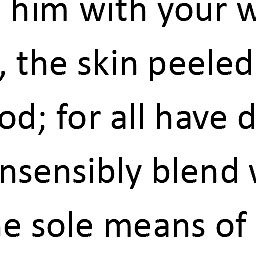 him with your
, the skin peeled
od; for all have
nsensibly blend
e sole means of